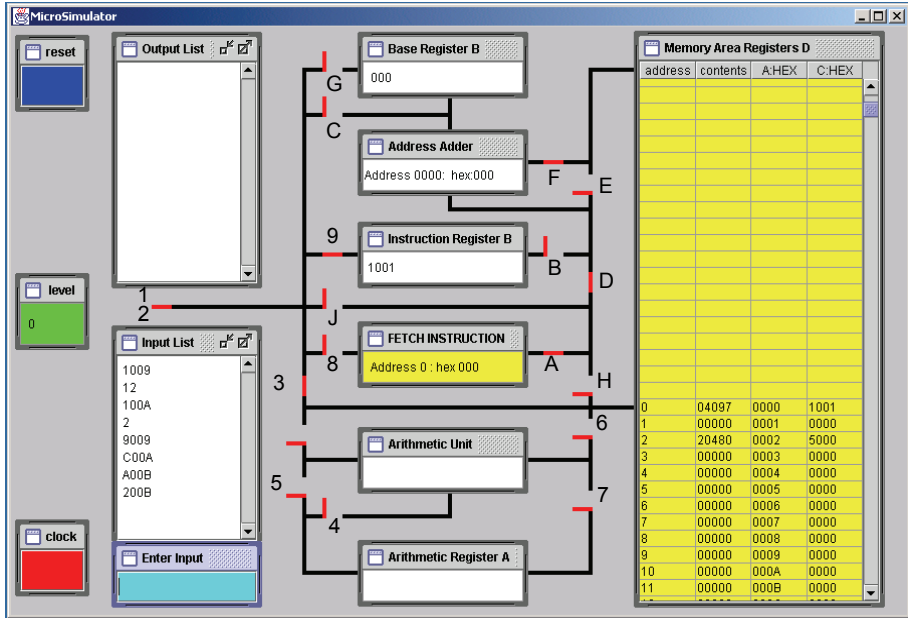 MicroSimulator
reset
Output List
Base Register B
000
G
C
Address Adder
Address 0000: hex:000
F
E
9
Instruction Register B
1001
B
D
level
0
1
2
J
Input List
1009
12
100A
2
9009
C00A
A00B
200B
8
FETCH INSTRUCTION
Address 0 : hex 000
A
3
H
6
Arithmetic Unit
5
7
4
clock
Enter Input
Arithmetic Register A
Memory Area Registers D
address contents A:HEX C:HEX
0 04097 0000 1001
1 00000 0001 0000
2 20480 0002 5000
3 00000 0003 0000
4 00000 0004 0000
5 00000 0005 0000
6 00000 0006 0000
7 00000 0007 0000
8 00000 0008 0000
9 00000 0009 0000
10 00000 000A 0000
11 00000 000B 0000